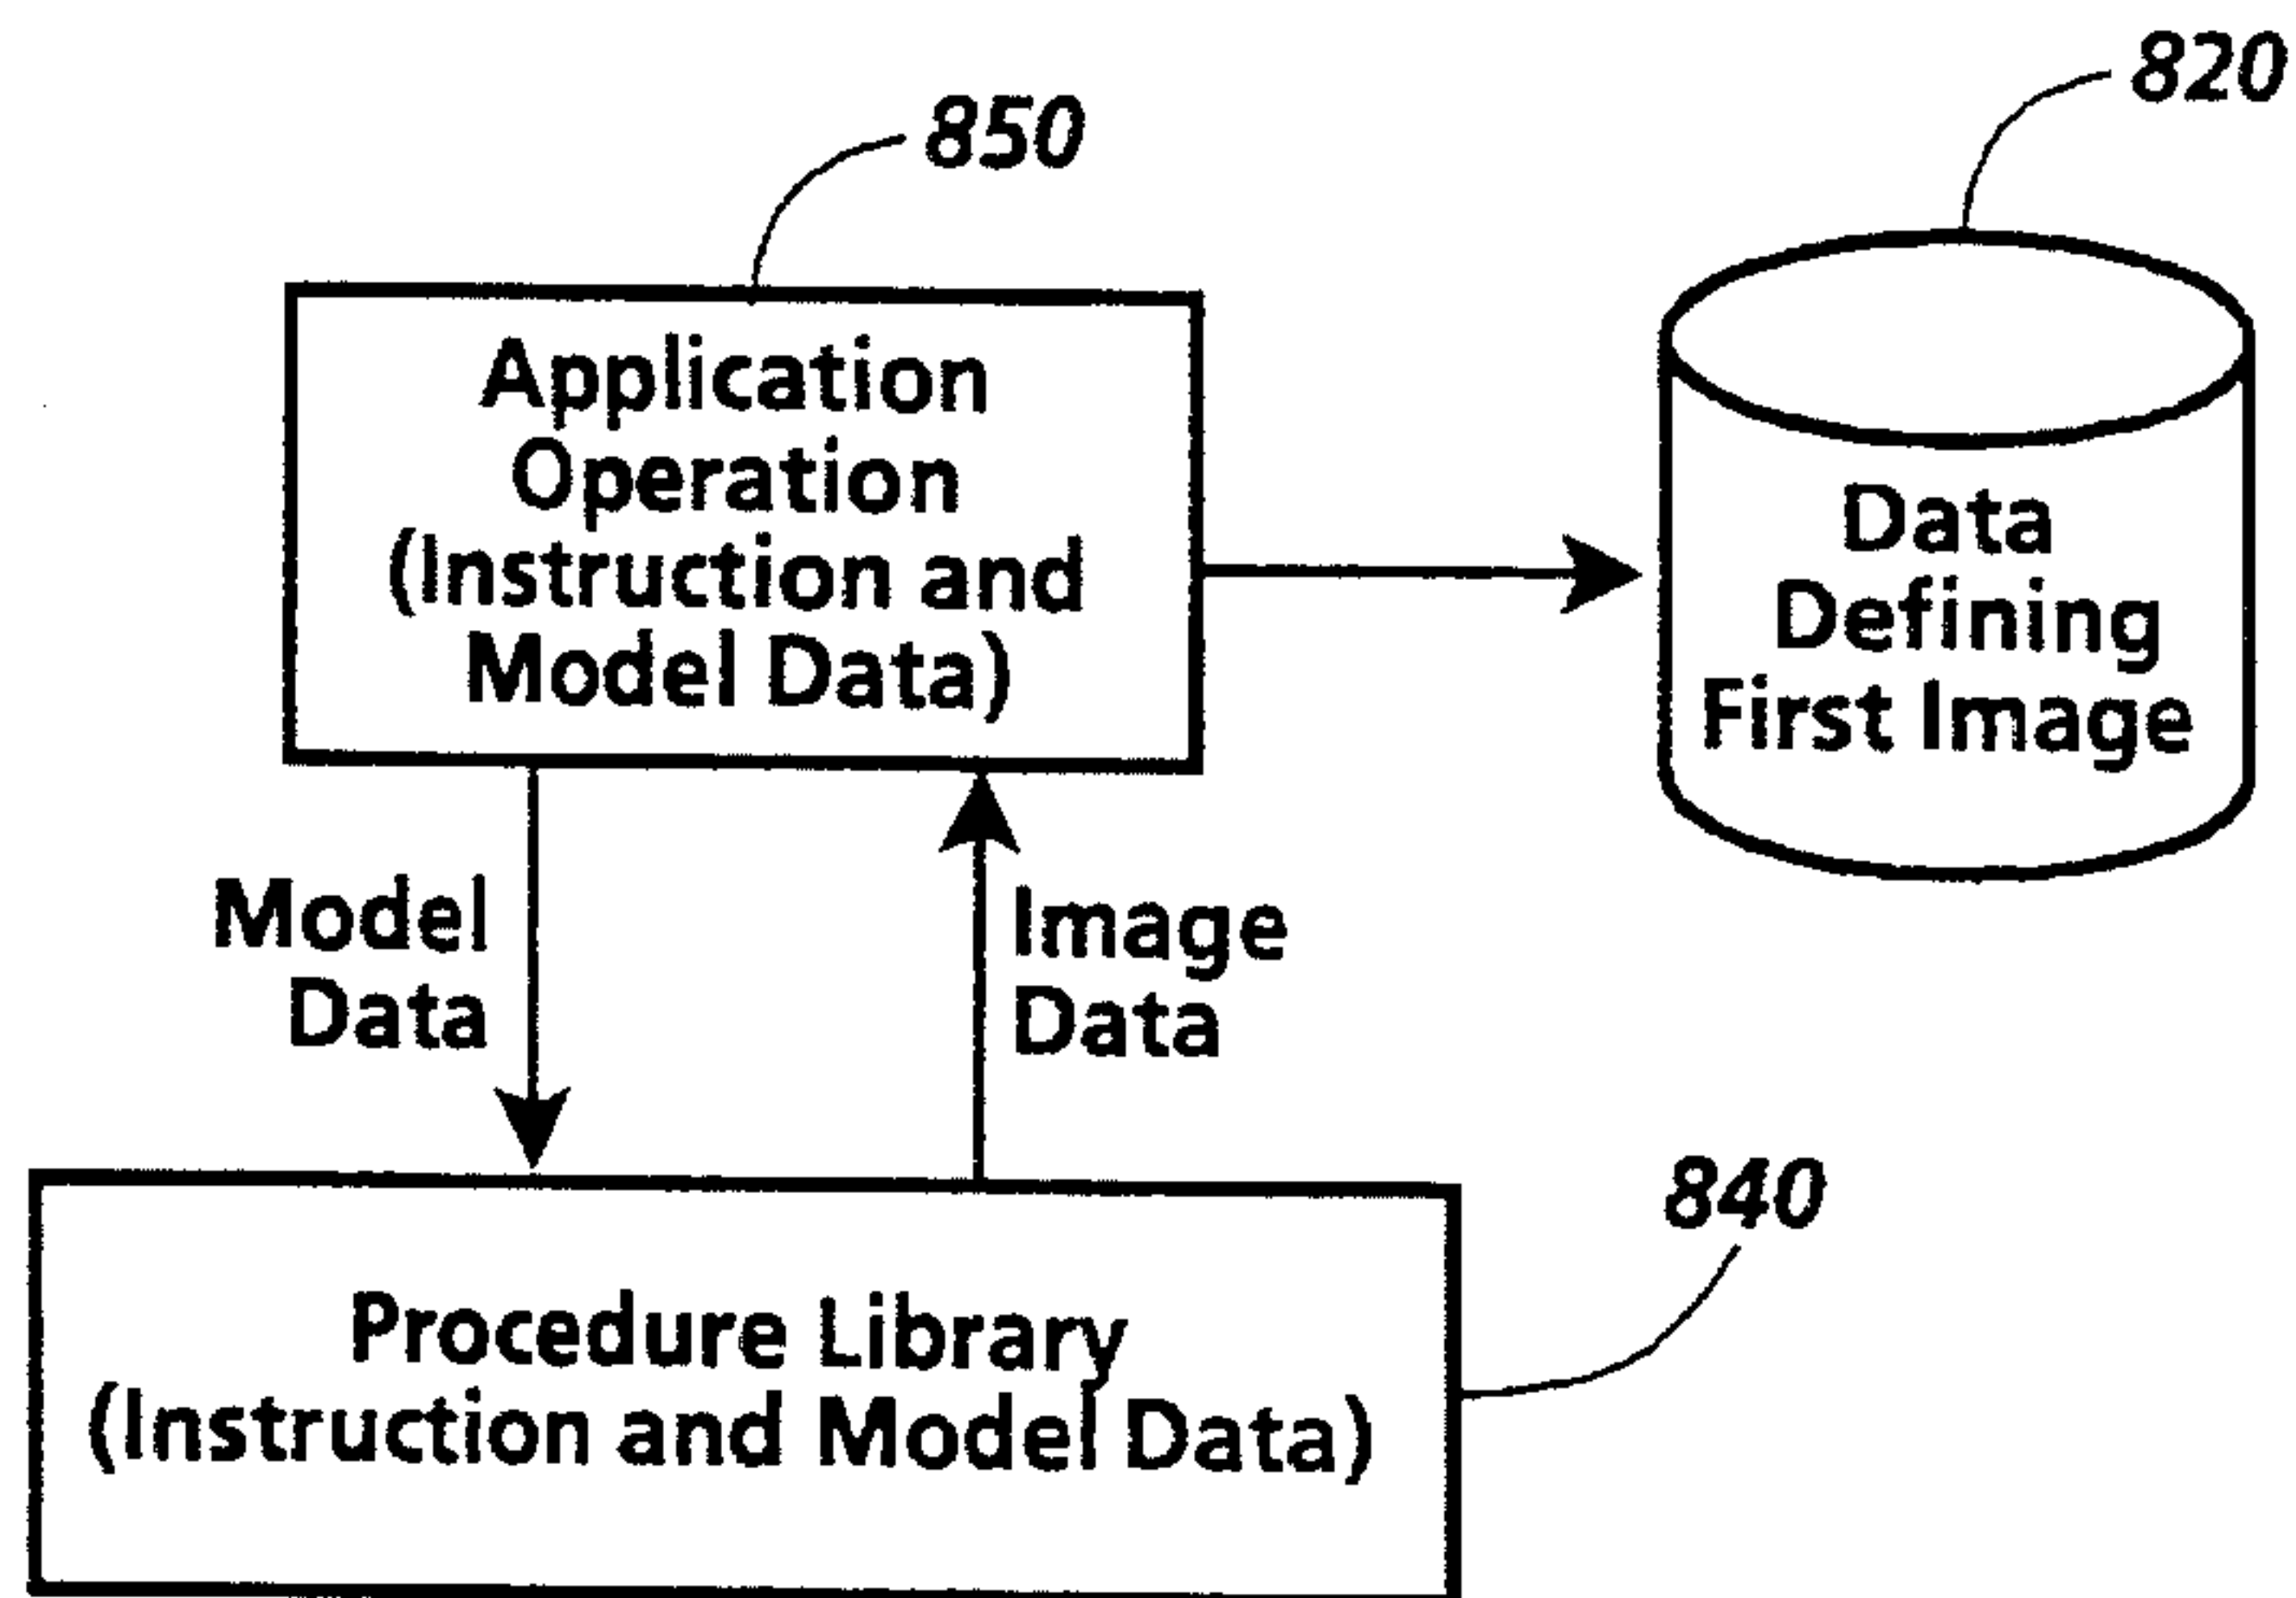 850
820
Application
Operation
(Instruction and
Model Data)
Data
Defining
First Image
Model
Data
Image
Data
840
Procedure Library
(Instruction and Model Data)